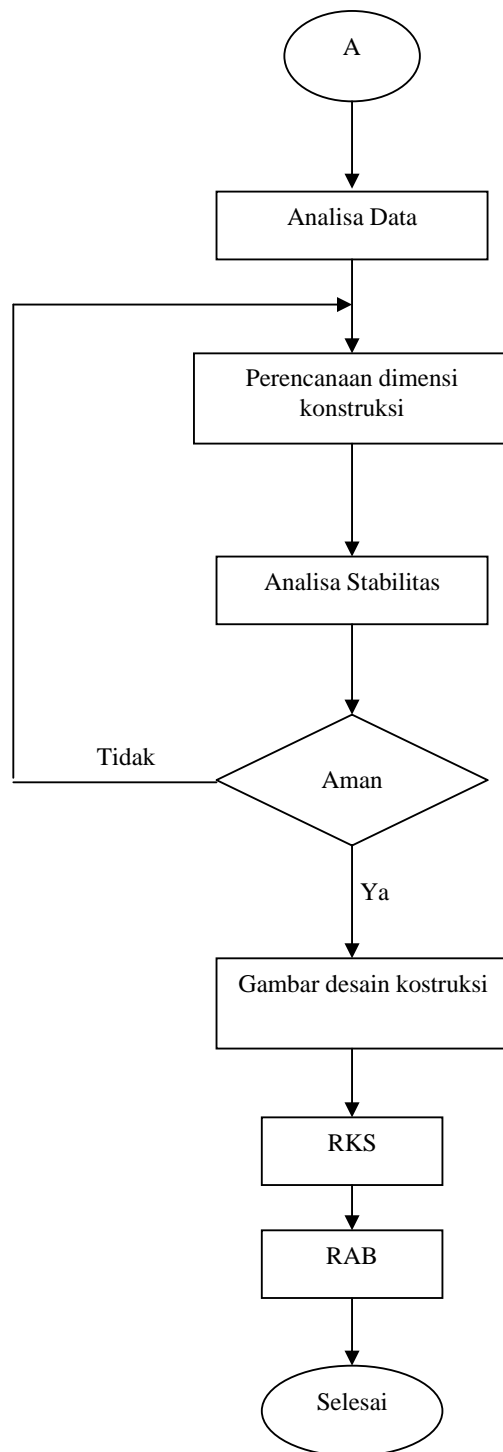 A
Analisa Data
Perencanaan dimensi
konstruksi
Analisa Stabilitas
Tidak
Aman
Ya
Gambar desain kostruksi
RKS
RAB
Selesai